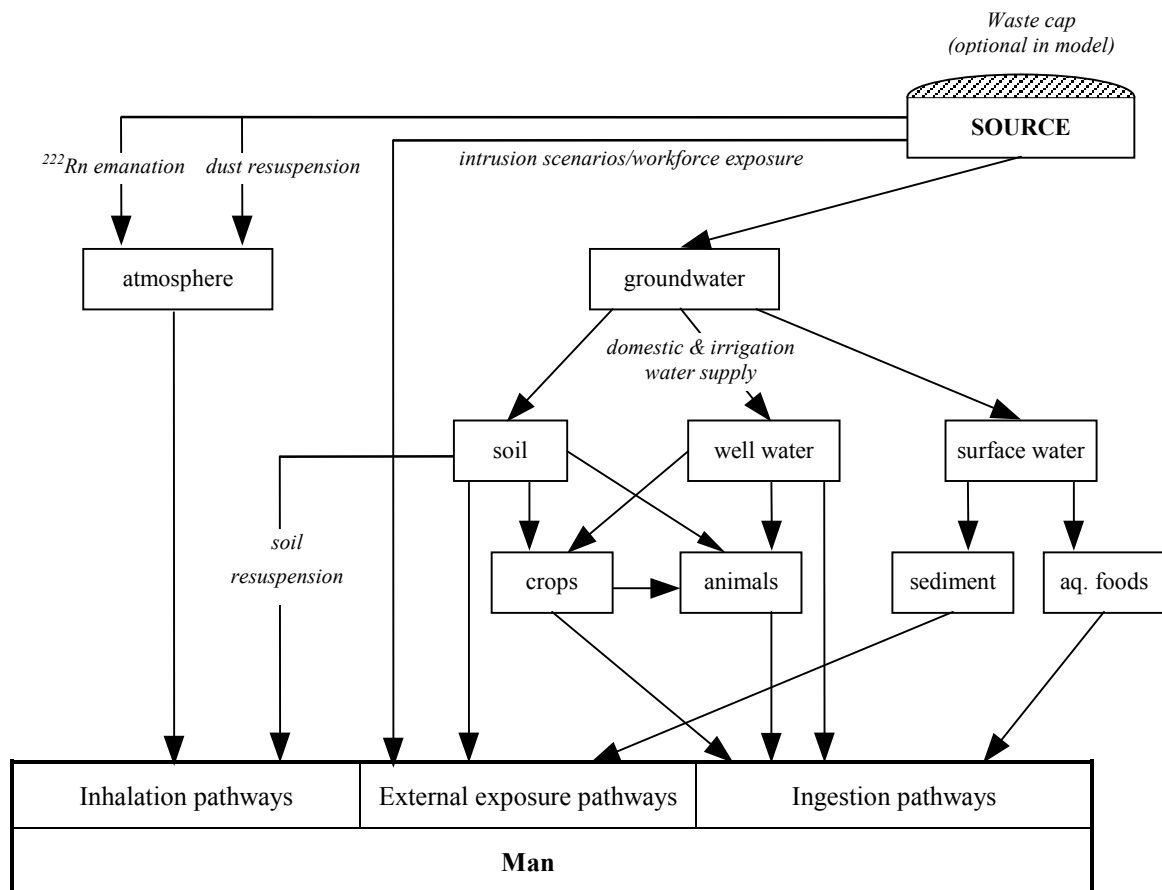 Waste cap
(optional in model)
SOURCE
²²²Rn emanation
dust resuspension
intrusion scenarios/workforce exposure
atmosphere
groundwater
domestic & irrigation
water supply
soil
well water
surface water
soil
resuspension
crops
animals
sediment
aq. foods
Inhalation pathways
External exposure pathways
Ingestion pathways
Man